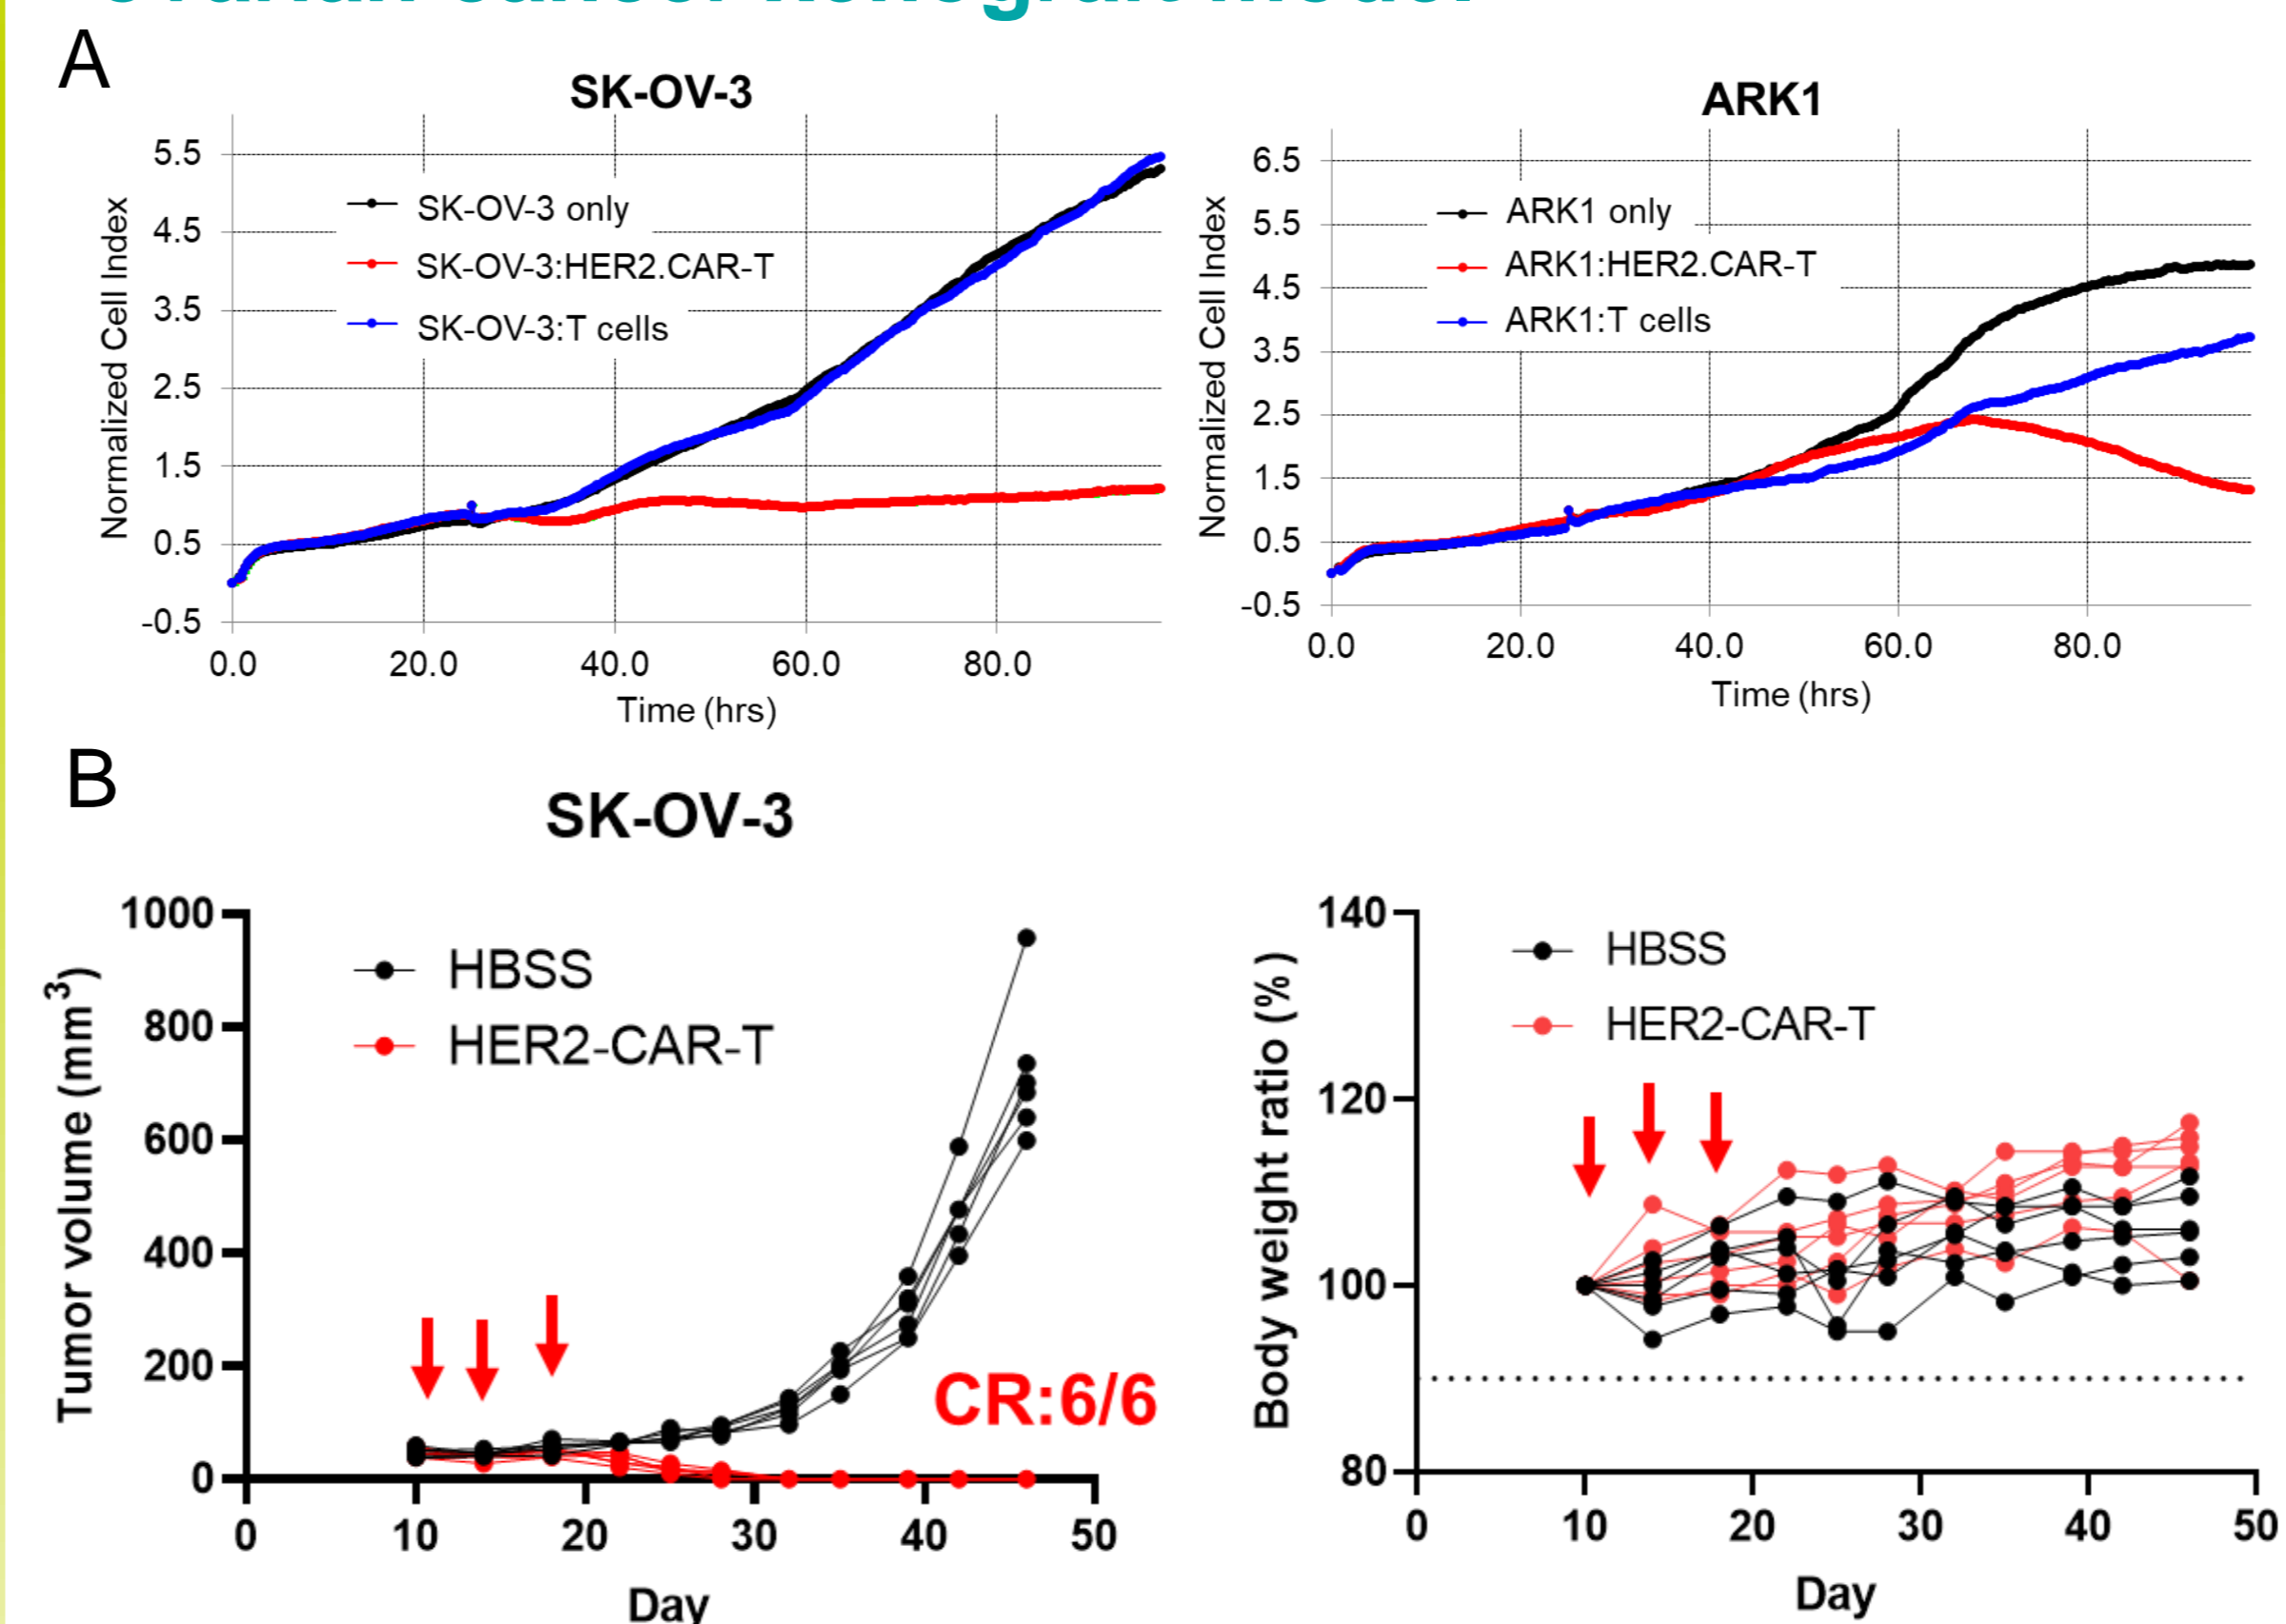 ovarian cancer xenograft model
A
SK-OV-3
Normalized Cell Index
5.5
4.5
3.5
2.5
1.5
0.5
-0.5
SK-OV-3 only
SK-OV-3:HER2.CAR-T
SK-OV-3:T cells
0.0 20.0 40.0 60.0 80.0
Time (hrs)
ARK1
Normalized Cell Index
6.5
5.5
4.5
3.5
2.5
1.5
0.5
-0.5
ARK1 only
ARK1:HER2.CAR-T
ARK1:T cells
0.0 20.0 40.0 60.0 80.0
Time (hrs)
B
SK-OV-3
Tumor volume (mm³)
1000
800
600
400
200
0
HBSS
HER2-CAR-T
CR:6/6
0 10 20 30 40 50
Day
Body weight ratio (%)
140
120
100
80
HBSS
HER2-CAR-T
0 10 20 30 40 50
Day